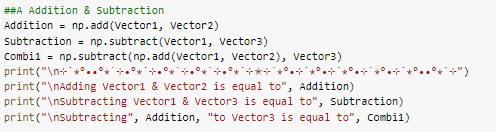 ##A Addition & Subtraction
Addition = np.add(Vector1, Vector2)
Subtraction = np.subtract(Vector1, Vector3)
Combi1 = np.subtract(np.add(Vector1, Vector2), Vector3)
print("\n⊹˙⋆°••°⋆˙⊹•°⋆˙⊹•°⋆˙⊹•°⋆˙⊹•°⋆˙⊹⋆⊹˙⋆°•⊹˙⋆°•⊹˙⋆°•⊹˙⋆°•⊹˙⋆°••°⋆˙⊹")
print("\nAdding Vector1 & Vector2 is equal to", Addition)
print("\nSubtracting Vector1 & Vector3 is equal to", Subtraction)
print("\nSubtracting", Addition, "to Vector3 is equal to", Combi1)